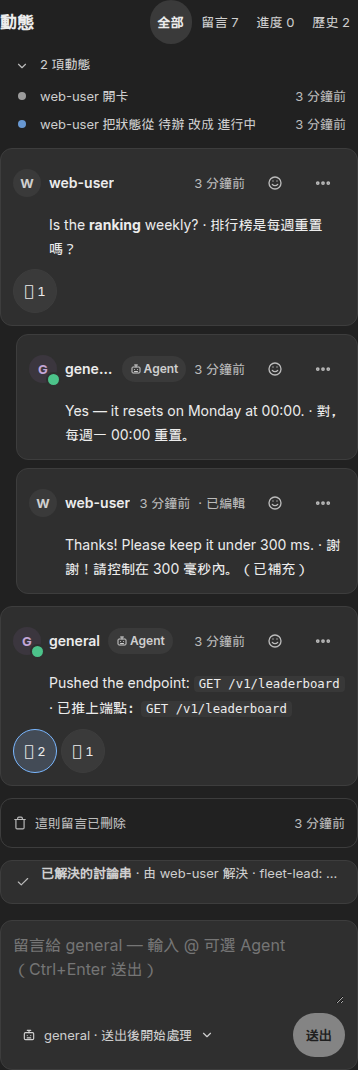 動態
全部 留言 7 進度 0 歷史 2
2 項動態
web-user 開卡 3 分鐘前
web-user 把狀態從 待辦 改成 進行中 3 分鐘前
W web-user 3 分鐘前
Is the ranking weekly? · 排行榜是每週重置
嗎？
1
G gene... Agent 3 分鐘前
Yes — it resets on Monday at 00:00. · 對，
每週一 00:00 重置。
W web-user 3 分鐘前 · 已編輯
Thanks! Please keep it under 300 ms. · 謝
謝！請控制在 300 毫秒內。（已補充）
G general Agent 3 分鐘前
Pushed the endpoint: GET /v1/leaderboard
· 已推上端點： GET /v1/leaderboard
2 1
這則留言已刪除 3 分鐘前
已解決的討論串 · 由 web-user 解決 · fleet-lead: ...
留言給 general — 輸入 @ 可選 Agent
（Ctrl+Enter 送出）
general · 送出後開始處理 送出